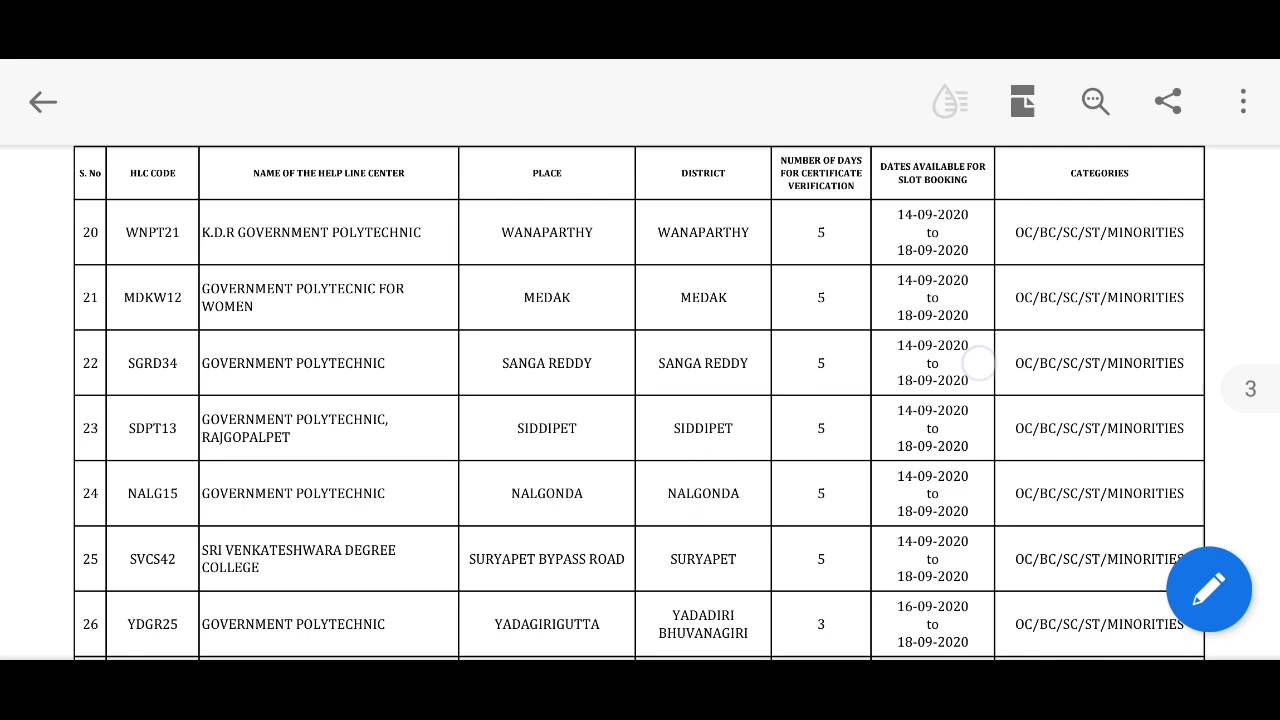 S. No HLC CODE NAME OF THE HELP LINE CENTER PLACE DISTRICT NUMBER OF DAYS FOR CERTIFICATE VERIFICATION DATES AVAILABLE FOR SLOT BOOKING CATEGORIES
20 WNPT21 K.D.R GOVERNMENT POLYTECHNIC WANAPARTHY WANAPARTHY 5 14-09-2020 to 18-09-2020 OC/BC/SC/ST/MINORITIES
21 MDKW12 GOVERNMENT POLYTECNIC FOR WOMEN MEDAK MEDAK 5 14-09-2020 to 18-09-2020 OC/BC/SC/ST/MINORITIES
22 SGRD34 GOVERNMENT POLYTECHNIC SANGA REDDY SANGA REDDY 5 14-09-2020 to 18-09-2020 OC/BC/SC/ST/MINORITIES
3
23 SDPT13 GOVERNMENT POLYTECHNIC, RAJGOPALPET SIDDIPET SIDDIPET 5 14-09-2020 to 18-09-2020 OC/BC/SC/ST/MINORITIES
24 NALG15 GOVERNMENT POLYTECHNIC NALGONDA NALGONDA 5 14-09-2020 to 18-09-2020 OC/BC/SC/ST/MINORITIES
25 SVCS42 SRI VENKATESHWARA DEGREE COLLEGE SURYAPET BYPASS ROAD SURYAPET 5 14-09-2020 to 18-09-2020 OC/BC/SC/ST/MINORITIES
26 YDGR25 GOVERNMENT POLYTECHNIC YADAGIRIGUTTA YADADIRI BHUVANAGIRI 3 16-09-2020 to 18-09-2020 OC/BC/SC/ST/MINORITIES